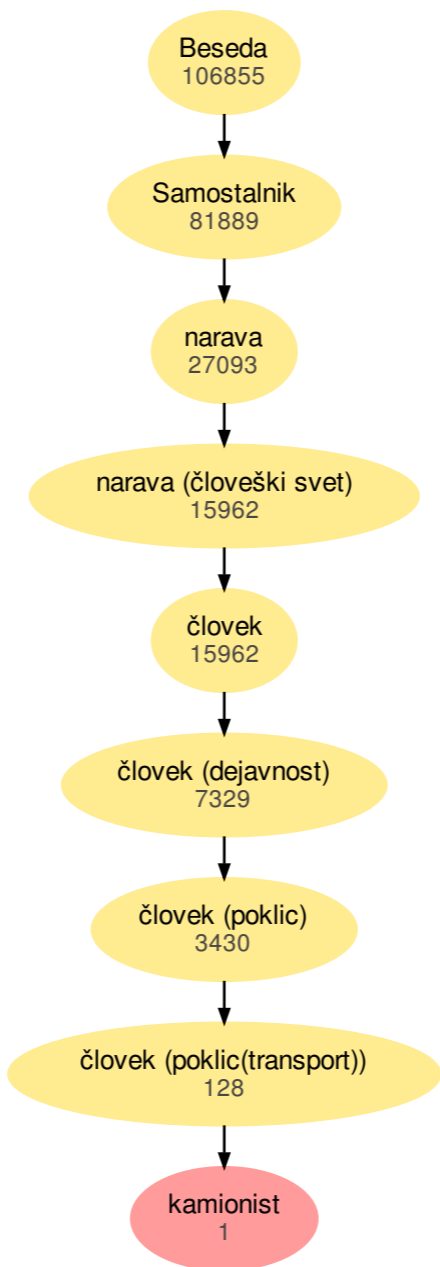 Beseda
106855
Samostalnik
81889
narava
27093
narava (človeški svet)
15962
človek
15962
človek (dejavnost)
7329
človek (poklic)
3430
človek (poklic(transport))
128
kamionist
1